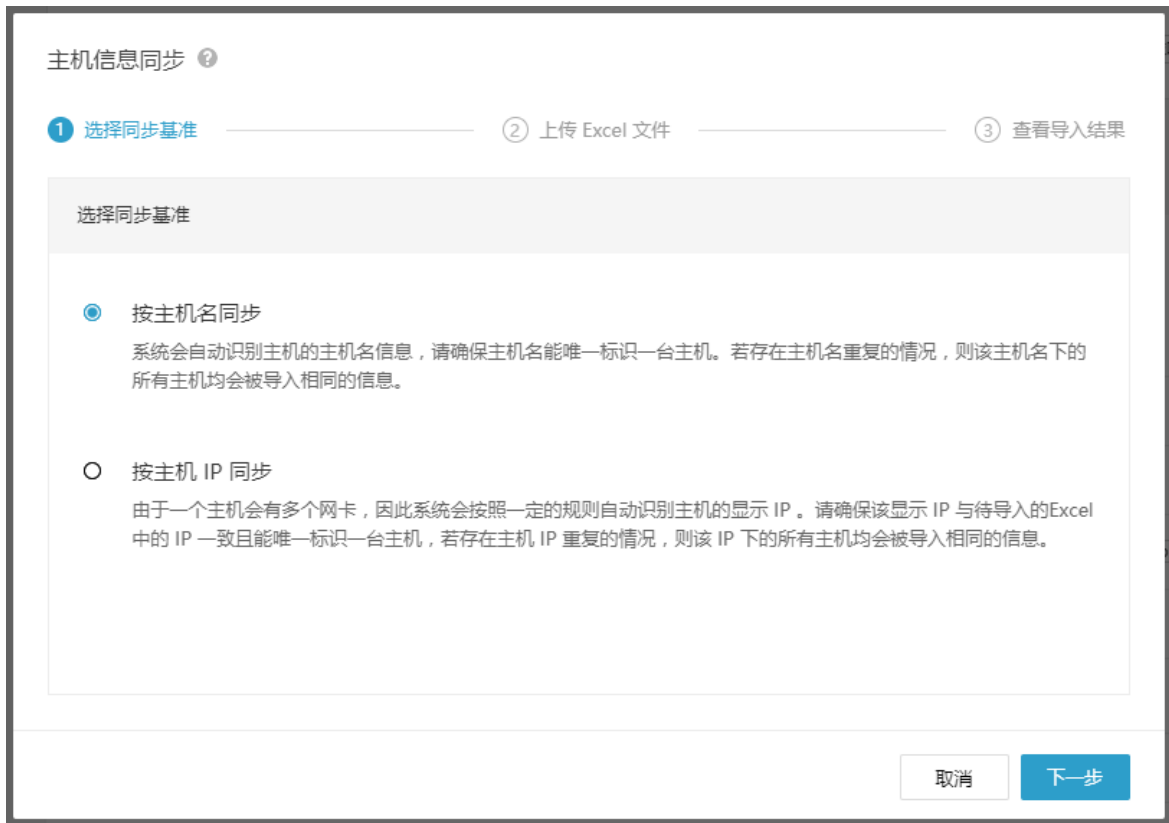 主机信息同步 ?
1 选择同步基准 2 上传 Excel 文件 3 查看导入结果
选择同步基准
按主机名同步
系统会自动识别主机的主机名信息，请确保主机名能唯一标识一台主机。若存在主机名重复的情况，则该主机名下的
所有主机均会被导入相同的信息。
按主机 IP 同步
由于一个主机会有多个网卡，因此系统会按照一定的规则自动识别主机的显示 IP 。请确保该显示 IP 与待导入的Excel
中的 IP 一致且能唯一标识一台主机，若存在主机 IP 重复的情况，则该 IP 下的所有主机均会被导入相同的信息。
取消 下一步